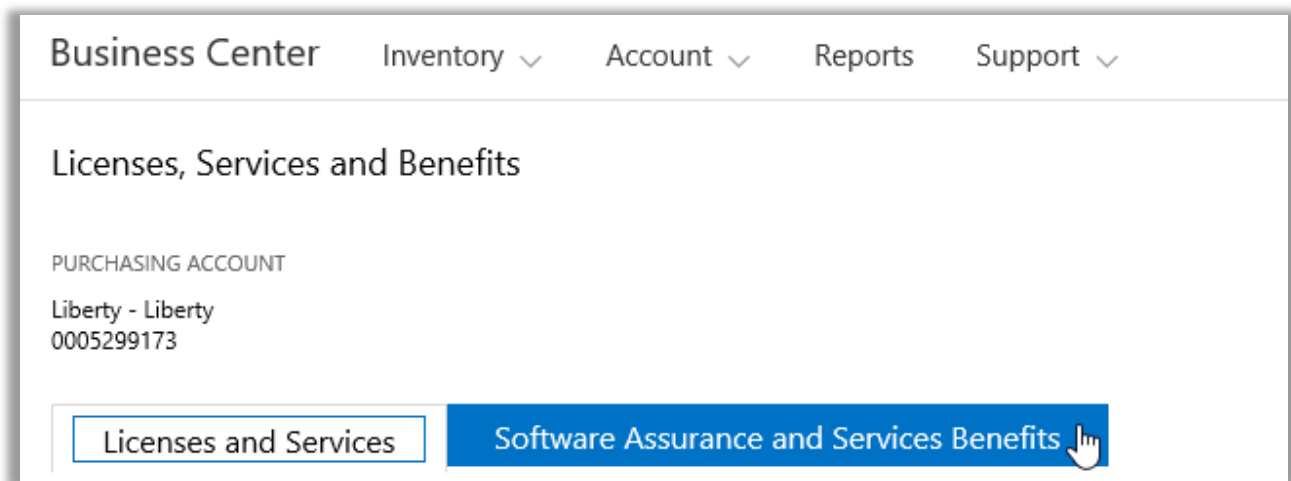 Business Center Inventory Account Reports Support
Licenses, Services and Benefits
PURCHASING ACCOUNT
Liberty - Liberty
0005299173
Licenses and Services Software Assurance and Services Benefits